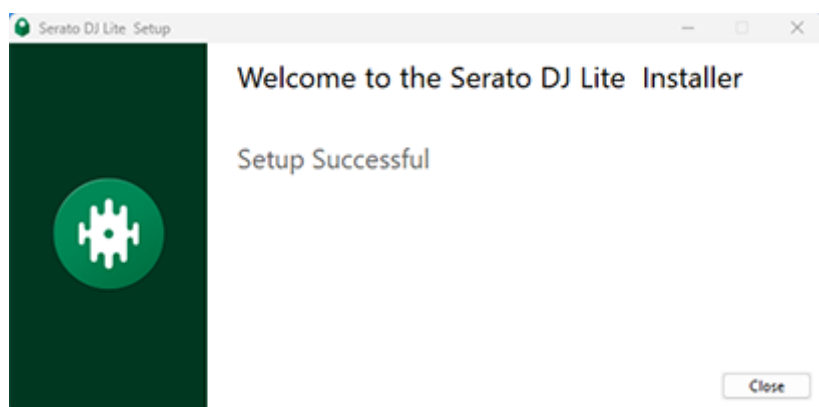 Serato DJ Lite  Setup
Welcome to the Serato DJ Lite  Installer
Setup Successful
Close